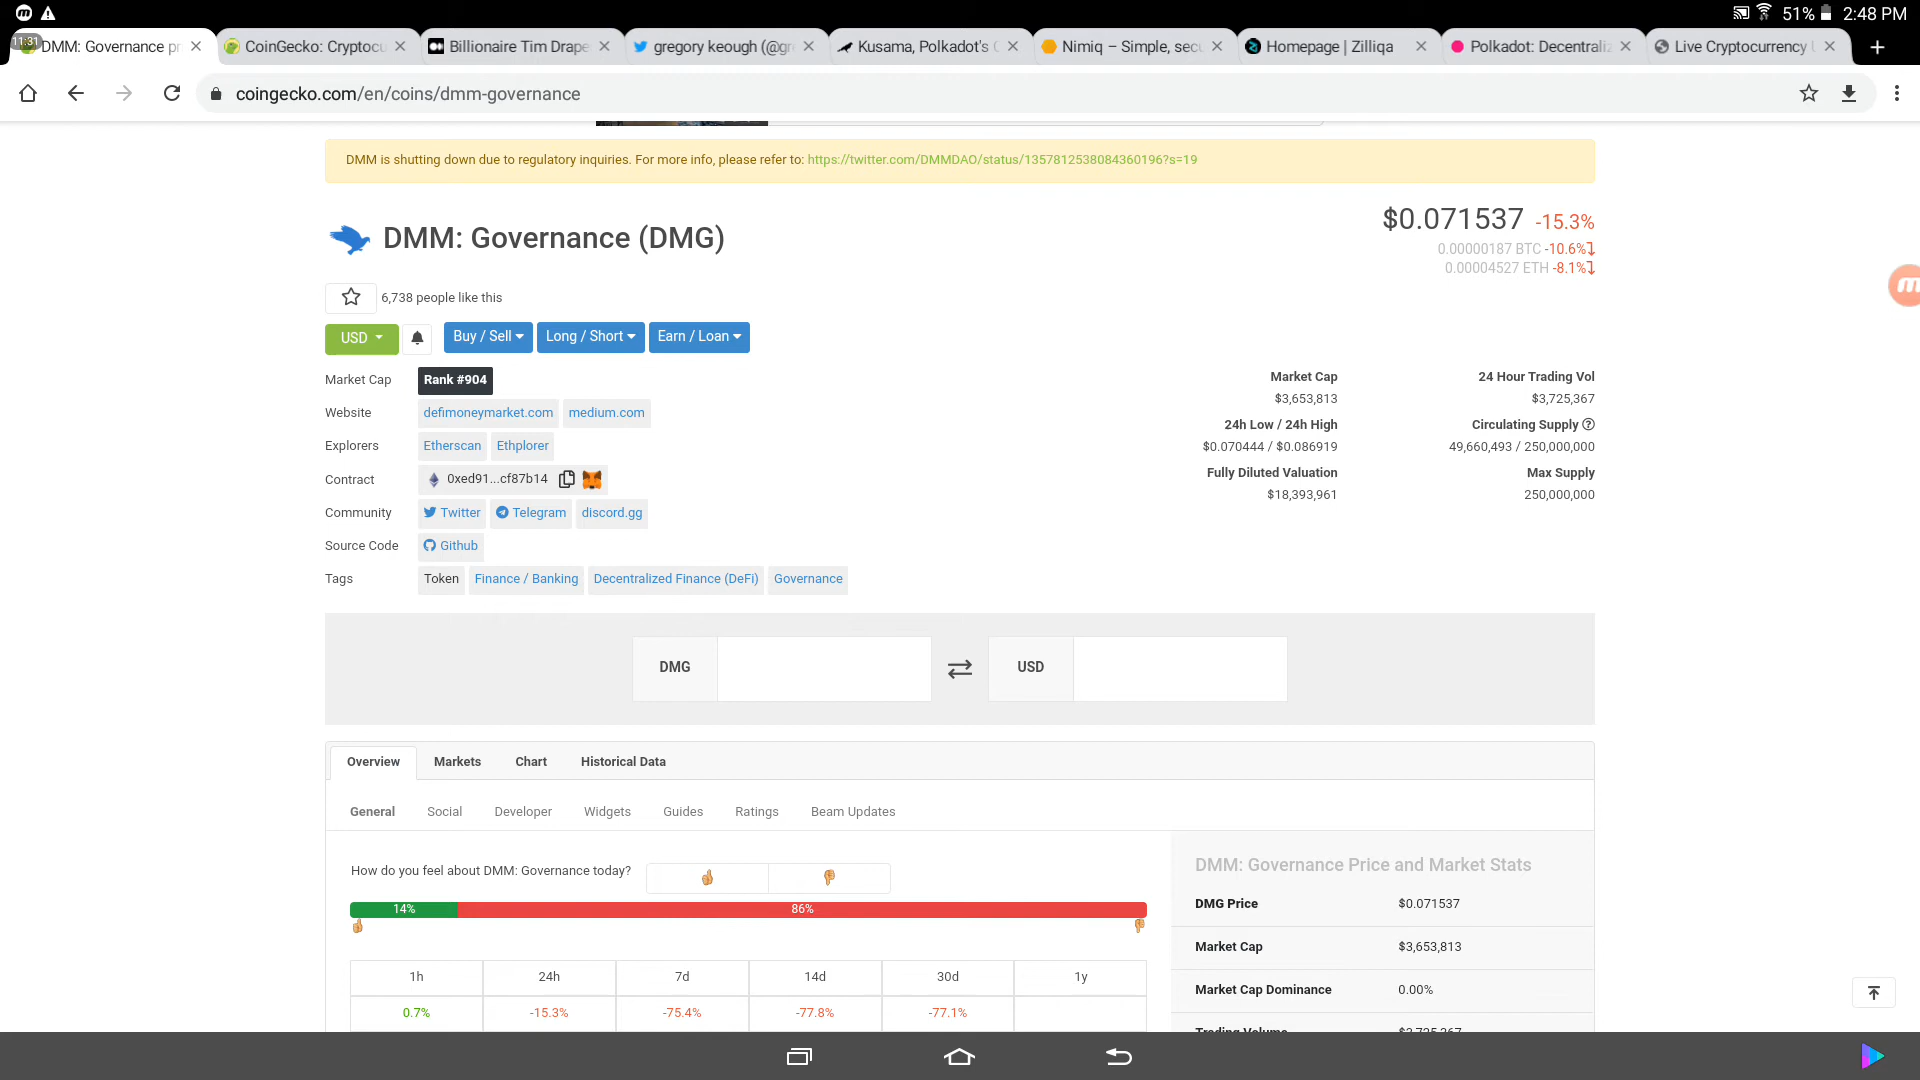 51% 2:48 PM
11:31 DMM: Governance pr
CoinGecko: Cryptocu
Billionaire Tim Drape
gregory keough (@gr
Kusama, Polkadot's C
Nimiq – Simple, secu
Homepage | Zilliqa
Polkadot: Decentraliz
Live Cryptocurrency
coingecko.com/en/coins/dmm-governance
DMM is shutting down due to regulatory inquiries. For more info, please refer to: https://twitter.com/DMMDAO/status/1357812538084360196?s=19
DMM: Governance (DMG)
$0.071537 -15.3%
0.00000187 BTC -10.6%
0.00004527 ETH -8.1%
6,738 people like this
USD Buy / Sell Long / Short Earn / Loan
Market Cap Rank #904
Website defimoneymarket.com medium.com
Explorers Etherscan Ethplorer
Contract 0xed91...cf87b14
Community Twitter Telegram discord.gg
Source Code Github
Tags Token Finance / Banking Decentralized Finance (DeFi) Governance
Market Cap 24 Hour Trading Vol
$3,653,813 $3,725,367
24h Low / 24h High Circulating Supply
$0.070444 / $0.086919 49,660,493 / 250,000,000
Fully Diluted Valuation Max Supply
$18,393,961 250,000,000
DMG USD
Overview Markets Chart Historical Data
General Social Developer Widgets Guides Ratings Beam Updates
How do you feel about DMM: Governance today?
14% 86%
1h 24h 7d 14d 30d 1y
0.7% -15.3% -75.4% -77.8% -77.1%
DMM: Governance Price and Market Stats
DMG Price $0.071537
Market Cap $3,653,813
Market Cap Dominance 0.00%
Trading Volume $3,725,367